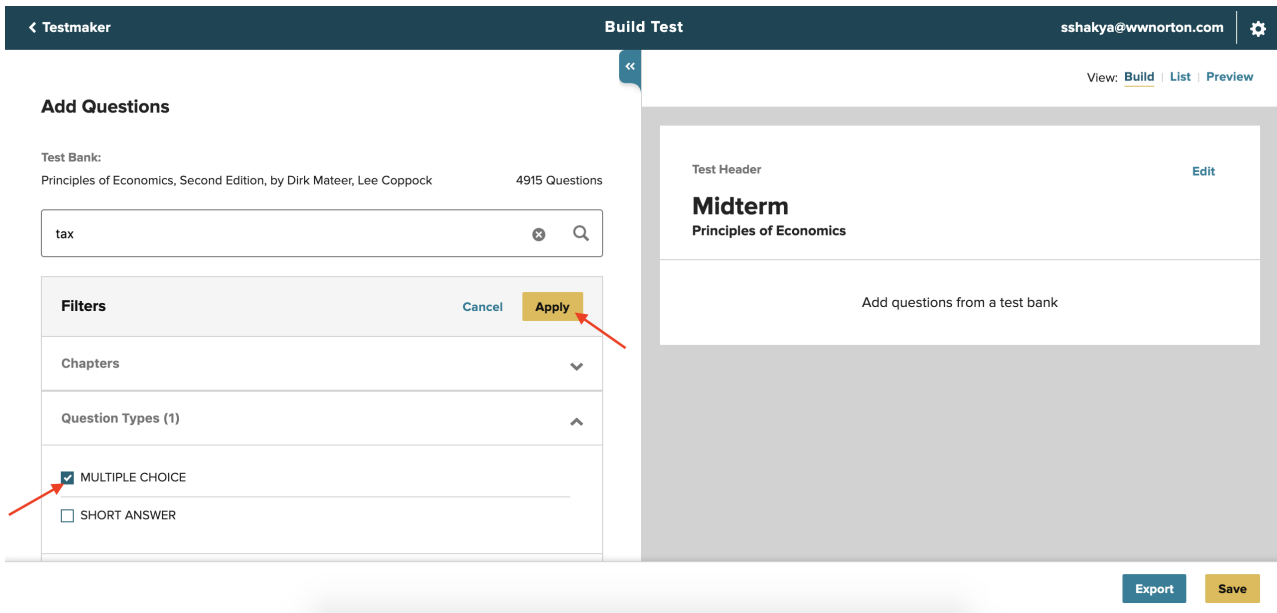 Testmaker
Build Test
sshakya@wwnorton.com
View: Build | List | Preview
Add Questions
Test Bank:
Principles of Economics, Second Edition, by Dirk Mateer, Lee Coppock
4915 Questions
tax
Filters
Cancel
Apply
Chapters
Question Types (1)
MULTIPLE CHOICE
SHORT ANSWER
Test Header
Edit
Midterm
Principles of Economics
Add questions from a test bank
Export
Save